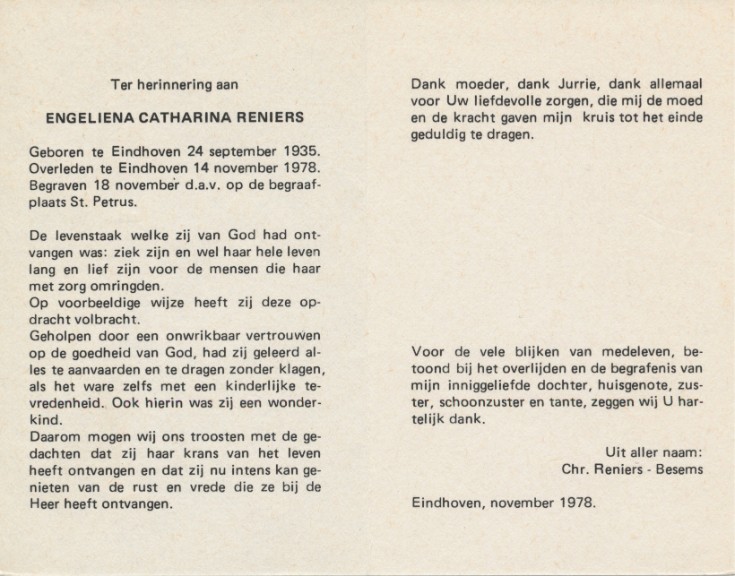 Ter herinnering aan
ENGELIENA CATHARINA RENIERS
Geboren te Eindhoven 24 september 1935.
Overleden te Eindhoven 14 november 1978.
Begraven 18 november d.a.v. op de begraaf-
plaats St. Petrus.
De levenstaak welke zij van God had ont-
vangen was: ziek zijn en wel haar hele leven
lang en lief zijn voor de mensen die haar
met zorg omringden.
Op voorbeeldige wijze heeft zij deze op-
dracht volbracht.
Geholpen door een onwrikbaar vertrouwen
op de goedheid van God, had zij geleerd al-
les te aanvaarden en te dragen zonder klagen,
als het ware zelfs met een kinderlijke te-
vredenheid. Ook hierin was zij een wonder-
kind.
Daarom mogen wij ons troosten met de ge-
dachten dat zij haar krans van het leven
heeft ontvangen en dat zij nu intens kan ge-
nieten van de rust en vrede die ze bij de
Heer heeft ontvangen.
Dank moeder, dank Jurrie, dank allemaal
voor Uw liefdevolle zorgen, die mij de moed
en de kracht gaven mijn kruis tot het einde
geduldig te dragen.
Voor de vele blijken van medeleven, be-
toond bij het overlijden en de begrafenis van
mijn inniggeliefde dochter, huisgenote, zus-
ter, schoonzuster en tante, zeggen wij U har-
telijk dank.
Uit aller naam:
Chr. Reniers - Besems
Eindhoven, november 1978.